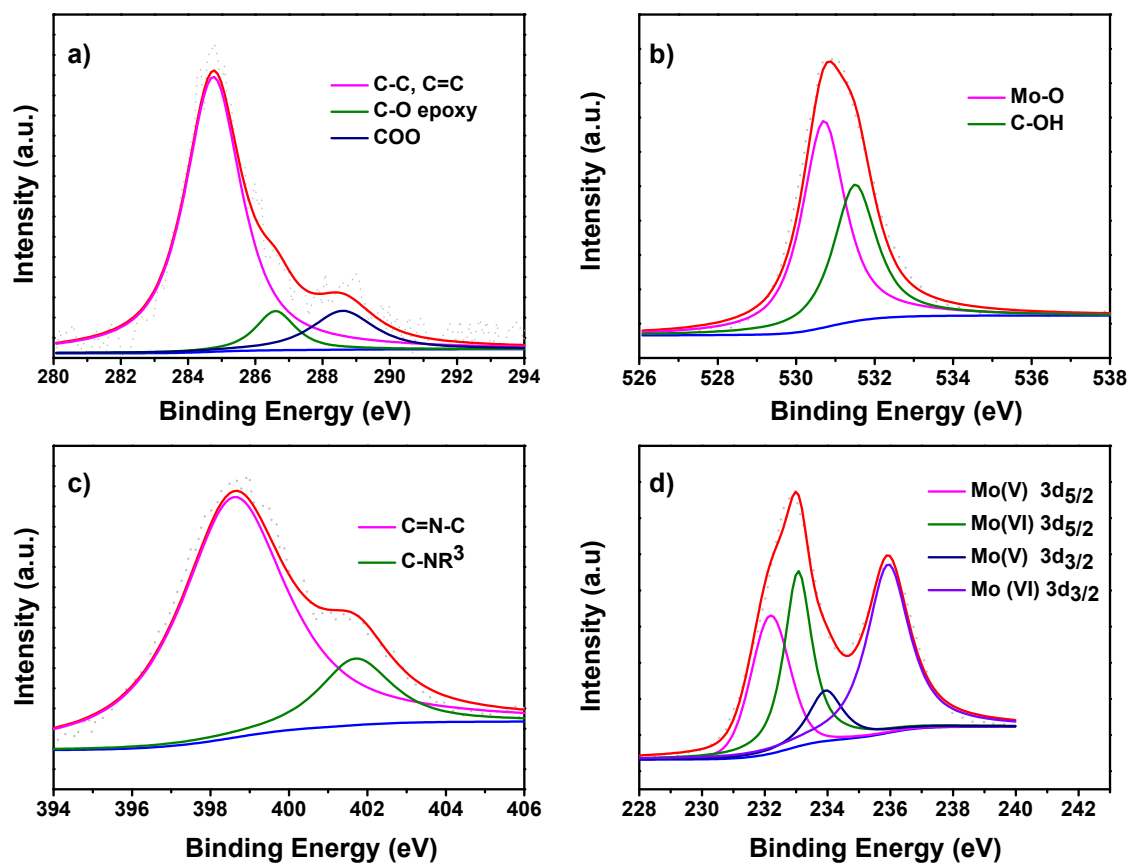 a)
C-C, C=C
C-O epoxy
COO
Intensity (a.u.)
280 282 284 286 288 290 292 294
Binding Energy (eV)
b)
Mo-O
C-OH
Intensity (a.u.)
526 528 530 532 534 536 538
Binding Energy (eV)
c)
C=N-C
C-NR³
Intensity (a.u.)
394 396 398 400 402 404 406
Binding Energy (eV)
d)
Mo(V) 3d5/2
Mo(VI) 3d5/2
Mo(V) 3d3/2
Mo (VI) 3d3/2
Intensity (a.u)
228 230 232 234 236 238 240 242
Binding Energy (eV)